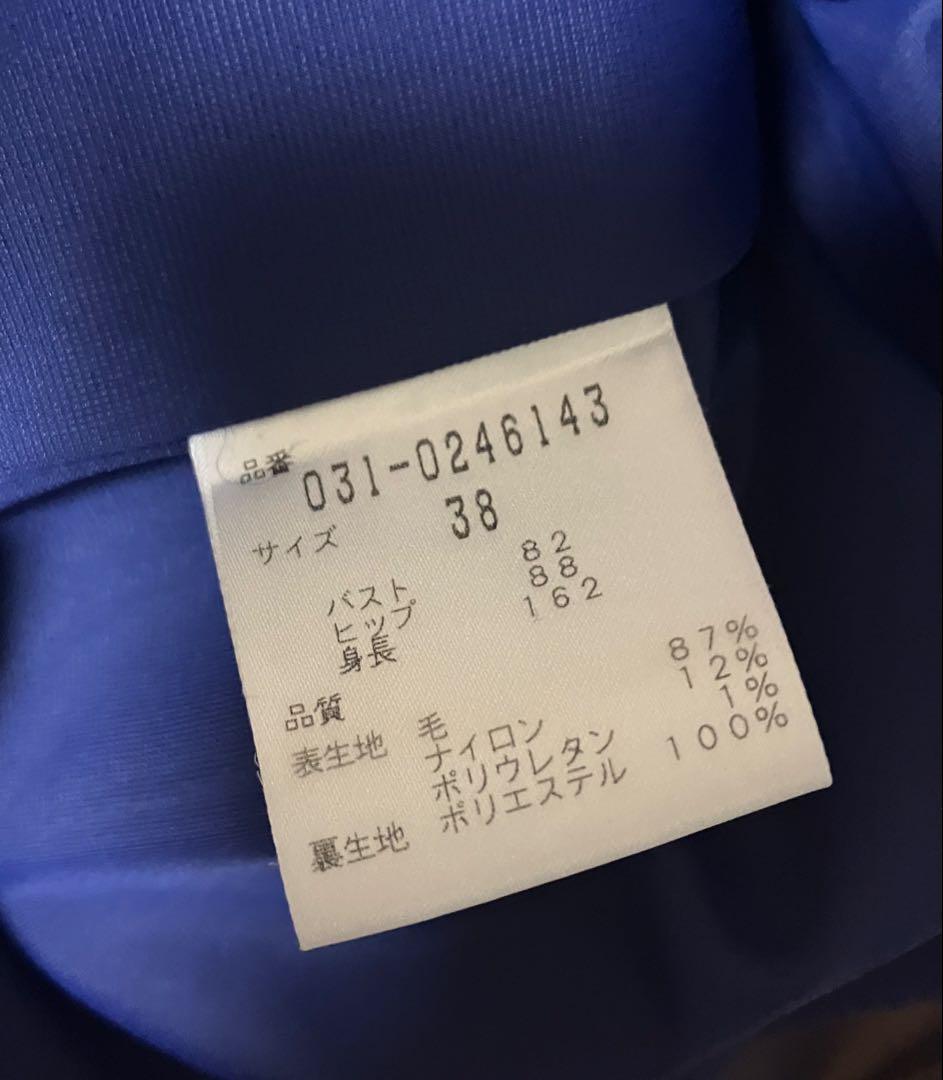 品番 031-0246143
サイズ 38
バスト 82
ヒップ 88
身長 162
品質
表生地 毛 87%
ナイロン 12%
ポリウレタン 1%
裏生地 ポリエステル 100%